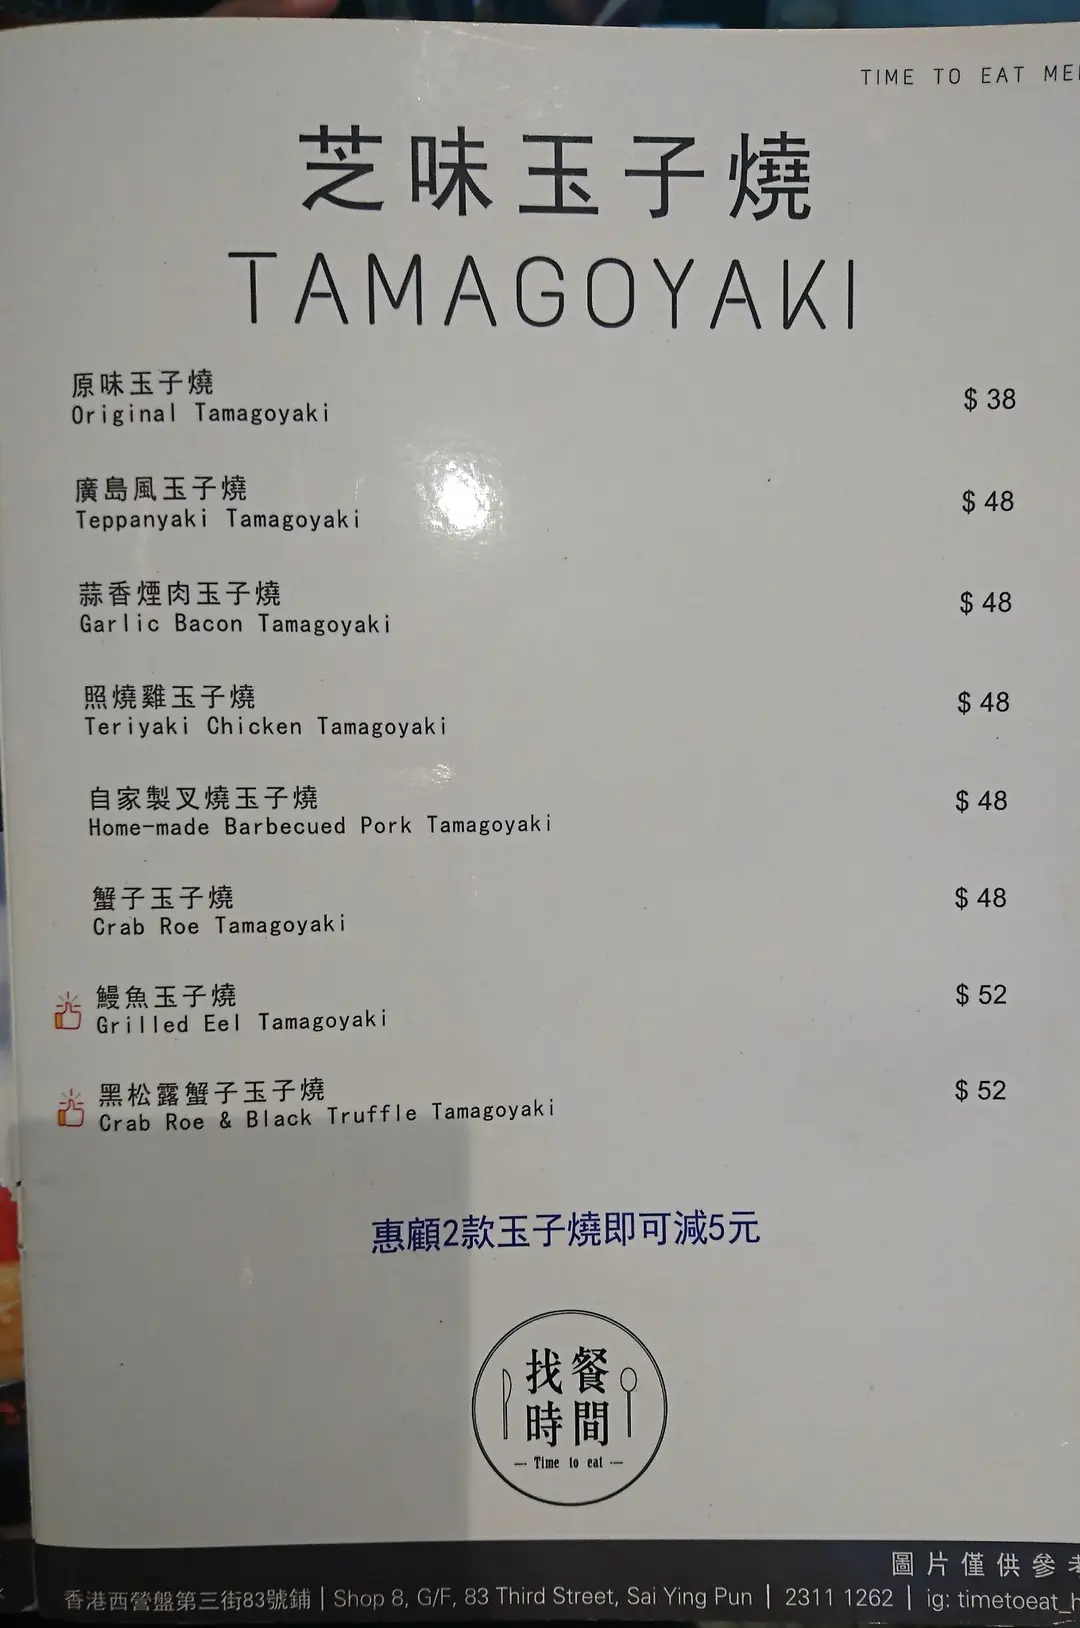 TIME TO EAT
芝味玉子燒
TAMAGOYAKI
原味玉子燒
Original Tamagoyaki
$ 38
廣島風玉子燒
Teppanyaki Tamagoyaki
$ 48
蒜香煙肉玉子燒
Garlic Bacon Tamagoyaki
$ 48
照燒雞玉子燒
Teriyaki Chicken Tamagoyaki
$ 48
自家製叉燒玉子燒
Home-made Barbecued Pork Tamagoyaki
$ 48
蟹子玉子燒
Crab Roe Tamagoyaki
$ 48
鰻魚玉子燒
Grilled Eel Tamagoyaki
$ 52
黑松露蟹子玉子燒
Crab Roe & Black Truffle Tamagoyaki
$ 52
惠顧2款玉子燒即可減5元
找餐
時間
Time to eat
圖片僅供參
香港西營盤第三街83號鋪 | Shop 8, G/F, 83 Third Street, Sai Ying Pun | 2311 1262 | ig: